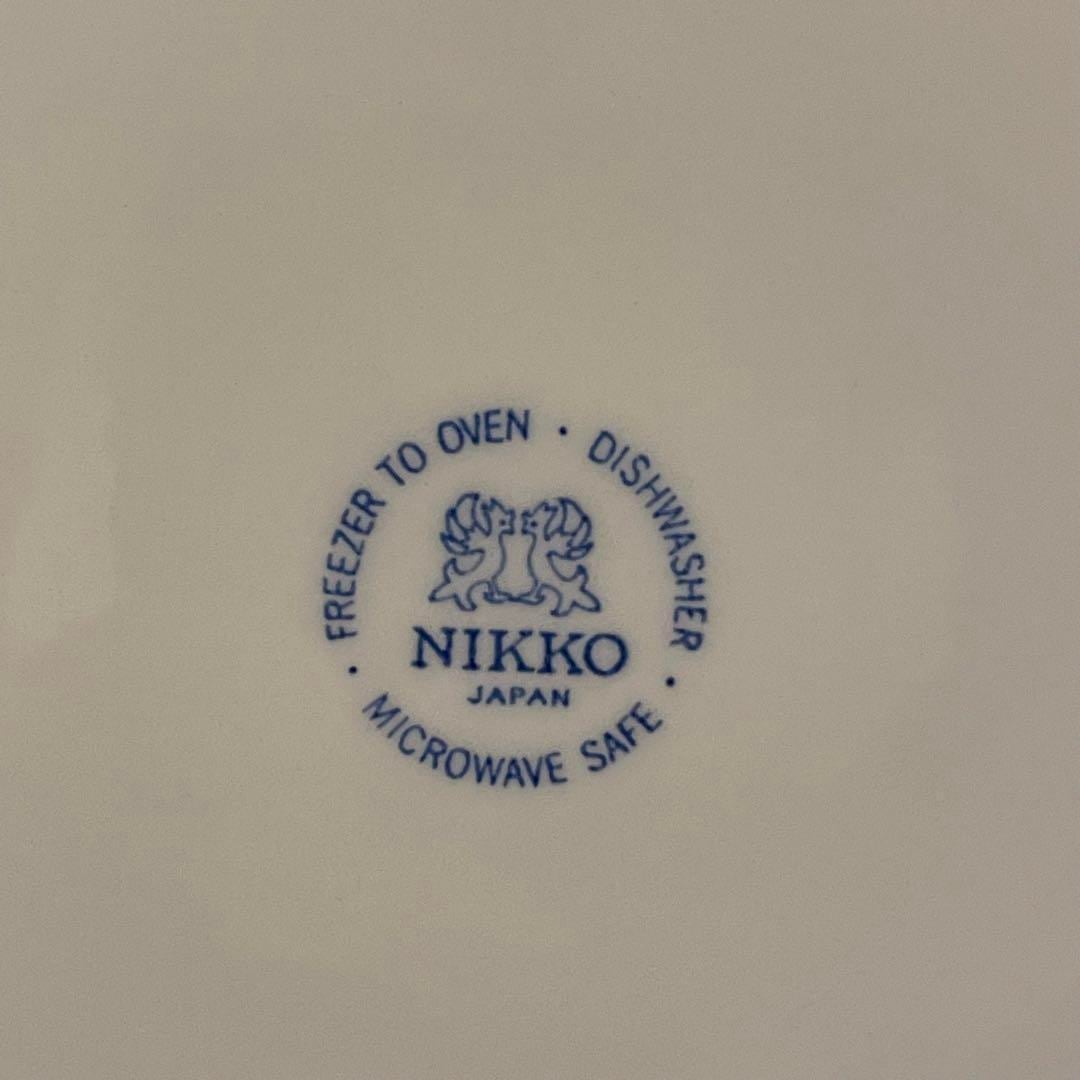 · FREEZER TO OVEN · DISHWASHER ·
MICROWAVE SAFE
NIKKO
JAPAN